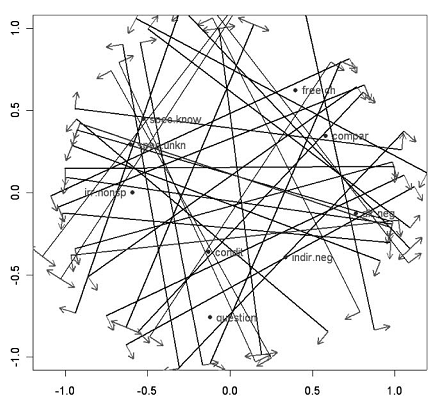 1.0
0.5
0.0
-0.5
-1.0
free.ch
spec.know
compar
spec.unkn
irr.nonsp
dir.neg
condit
indir.neg
question
-1.0 -0.5 0.0 0.5 1.0